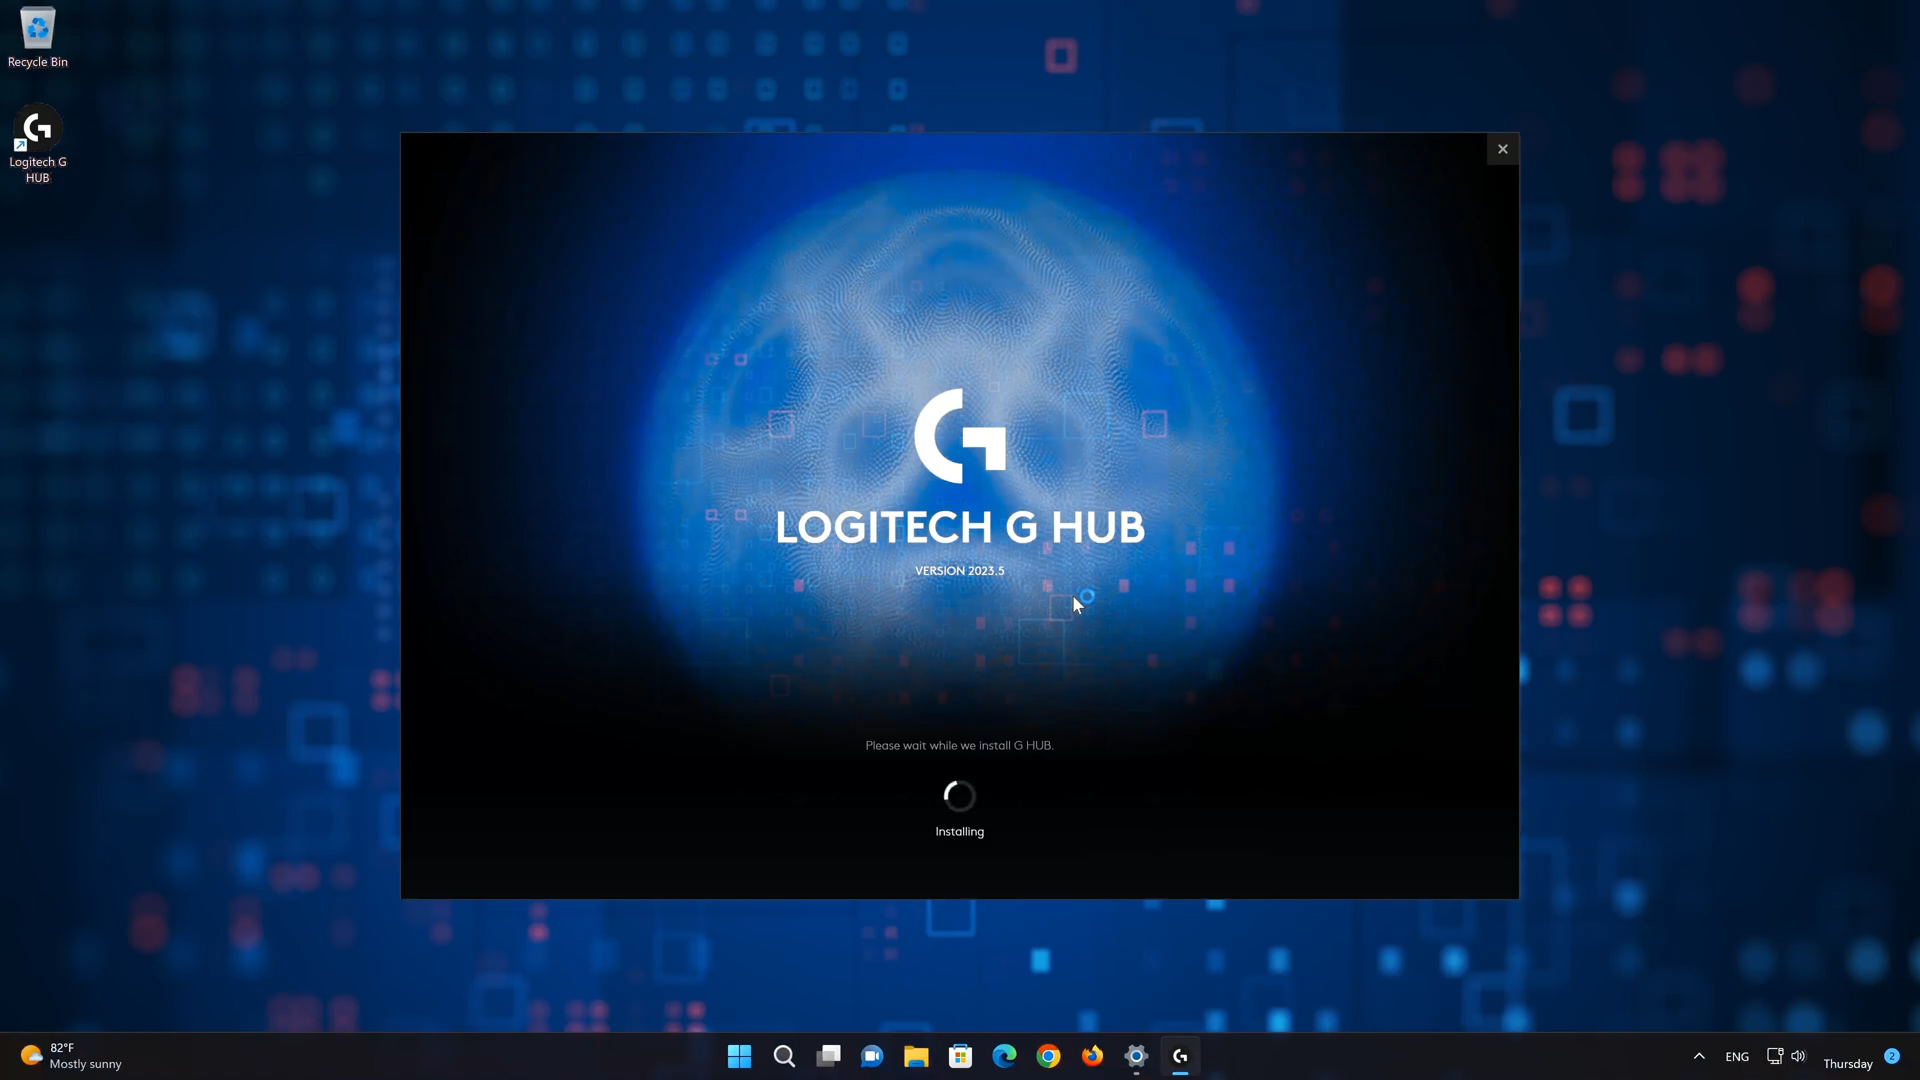 Recycle Bin
Logitech G
HUB
LOGITECH G HUB
VERSION 2023.5
Please wait while we install G HUB.
Installing
82°F
Mostly sunny
ENG
Thursday
2